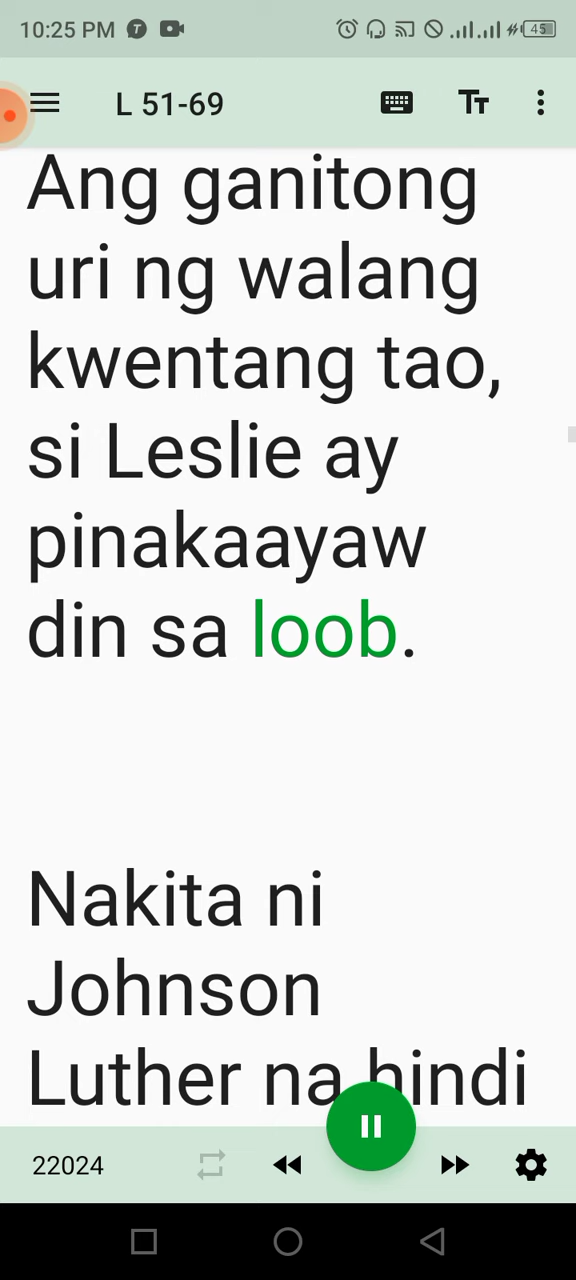 10:25 PM
45
L 51-69
Ang ganitong
uri ng walang
kwentang tao,
si Leslie ay
pinakaayaw
din sa loob.
Nakita ni
Johnson
Luther na hindi
22024